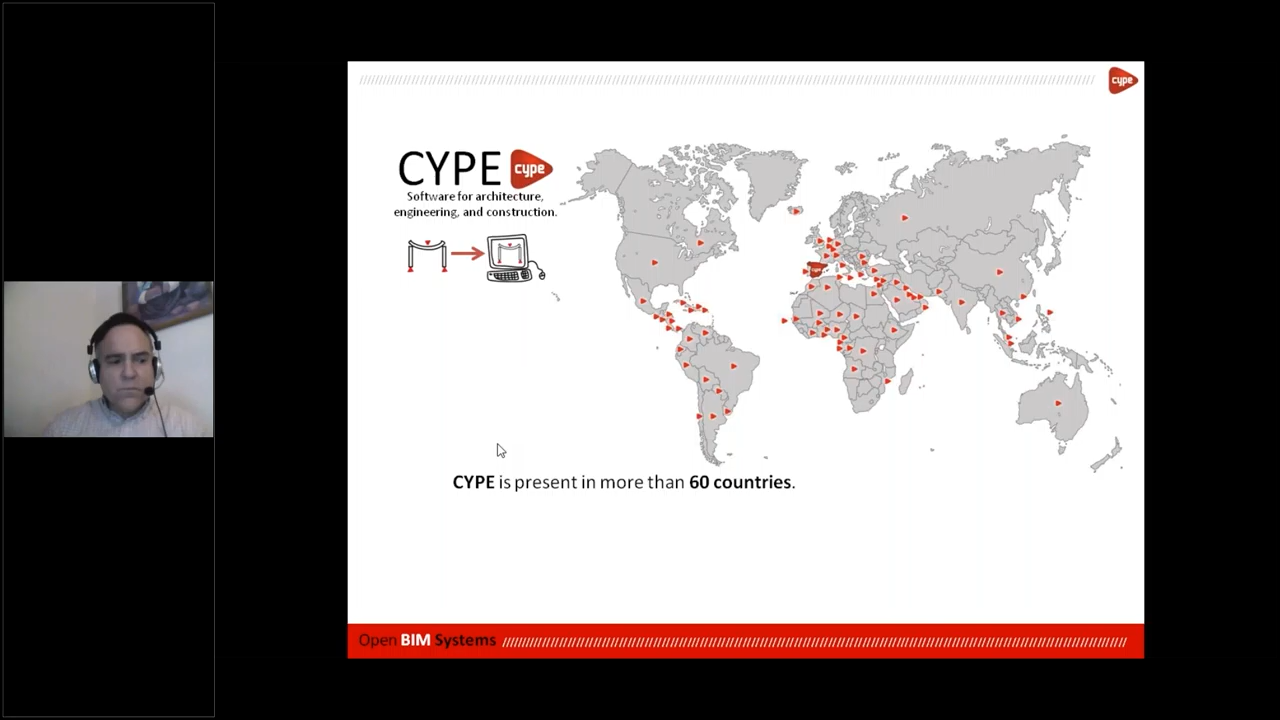 cype
CYPE cype
Software for architecture,
engineering, and construction.
cype
CYPE is present in more than 60 countries.
Open BIM Systems